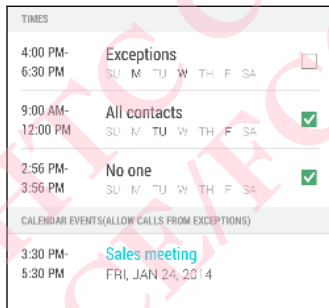 TIMES
4:00 PM- Exceptions
6:30 PM SU M TU W TH F SA
9:00 AM- All contacts
12:00 PM SU M TU W TH F SA
2:56 PM- No one
3:56 PM SU M TU W TH F SA
CALENDAR EVENTS(ALLOW CALLS FROM EXCEPTIONS)
3:30 PM- Sales meeting
5:30 PM FRI, JAN 24, 2014